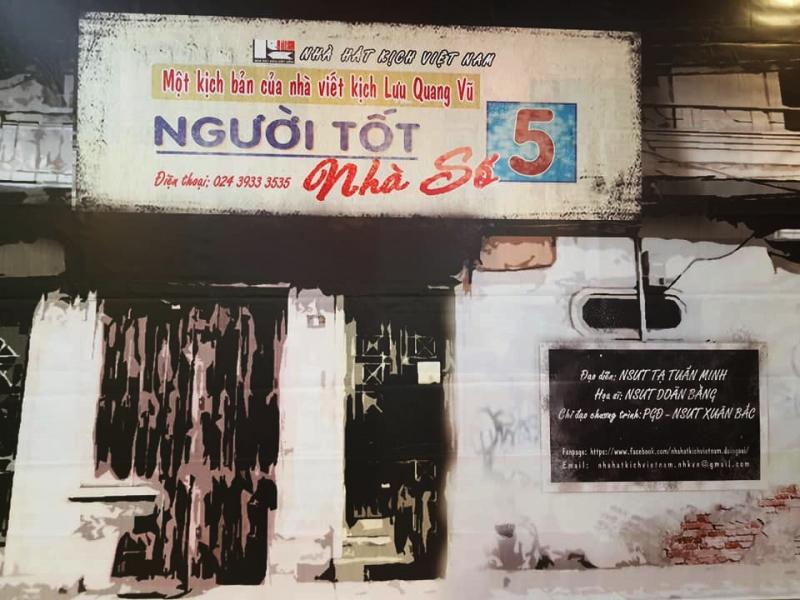 NHÀ HÁT KỊCH VIỆT NAM
Một kịch bản của nhà viết kịch Lưu Quang Vũ
NGƯỜI TỐT
Nhà Số 5
Điện thoại: 024 3933 3535
Đạo diễn: NSƯT TẠ TUẤN MINH
Họa sĩ: NSƯT DOÃN BẰNG
Chỉ đạo chương trình: PGĐ - NSƯT XUÂN BẮC
Fanpage: https://www.facebook.com/nhahatkichvietnam.
Email: nhahatkichvietnam.nhkvn@gmail.com